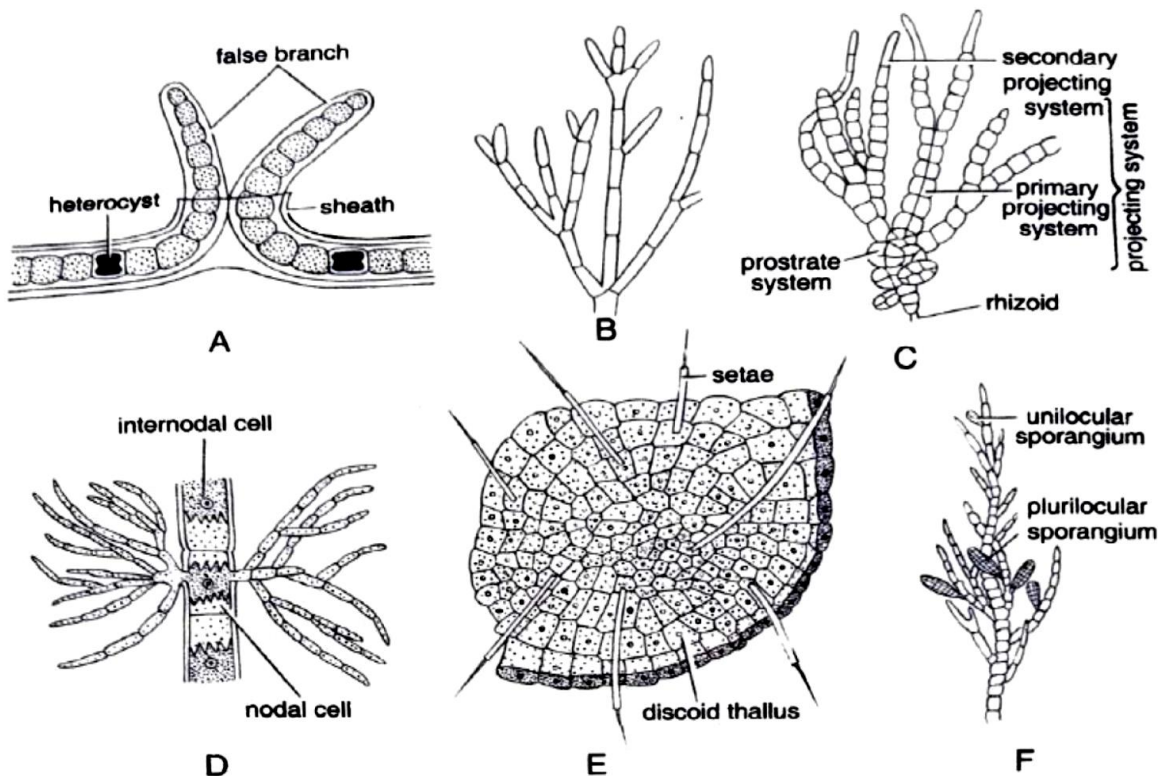 false branch
heterocyst
sheath
A
B
secondary
projecting
system
primary
projecting
system
projecting system
prostrate
system
rhizoid
C
internodal cell
nodal cell
D
setae
discoid thallus
E
unilocular
sporangium
plurilocular
sporangium
F